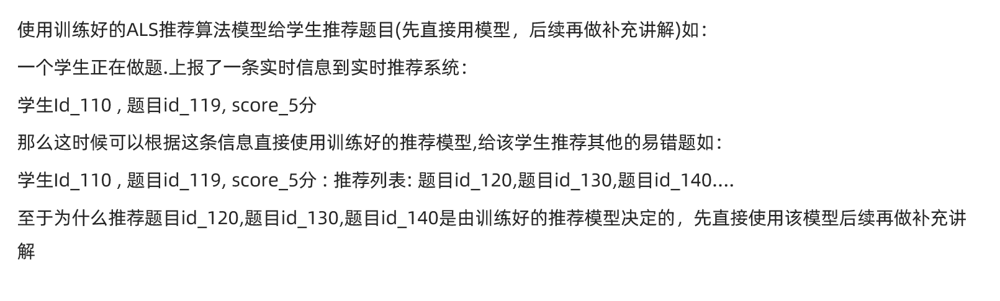 使用训练好的ALS推荐算法模型给学生推荐题目(先直接用模型，后续再做补充讲解)如：
一个学生正在做题.上报了一条实时信息到实时推荐系统：
学生Id_110 , 题目id_119, score_5分
那么这时候可以根据这条信息直接使用训练好的推荐模型,给该学生推荐其他的易错题如：
学生Id_110 , 题目id_119, score_5分 : 推荐列表: 题目id_120,题目id_130,题目id_140....
至于为什么推荐题目id_120,题目id_130,题目id_140是由训练好的推荐模型决定的，先直接使用该模型后续再做补充讲
解